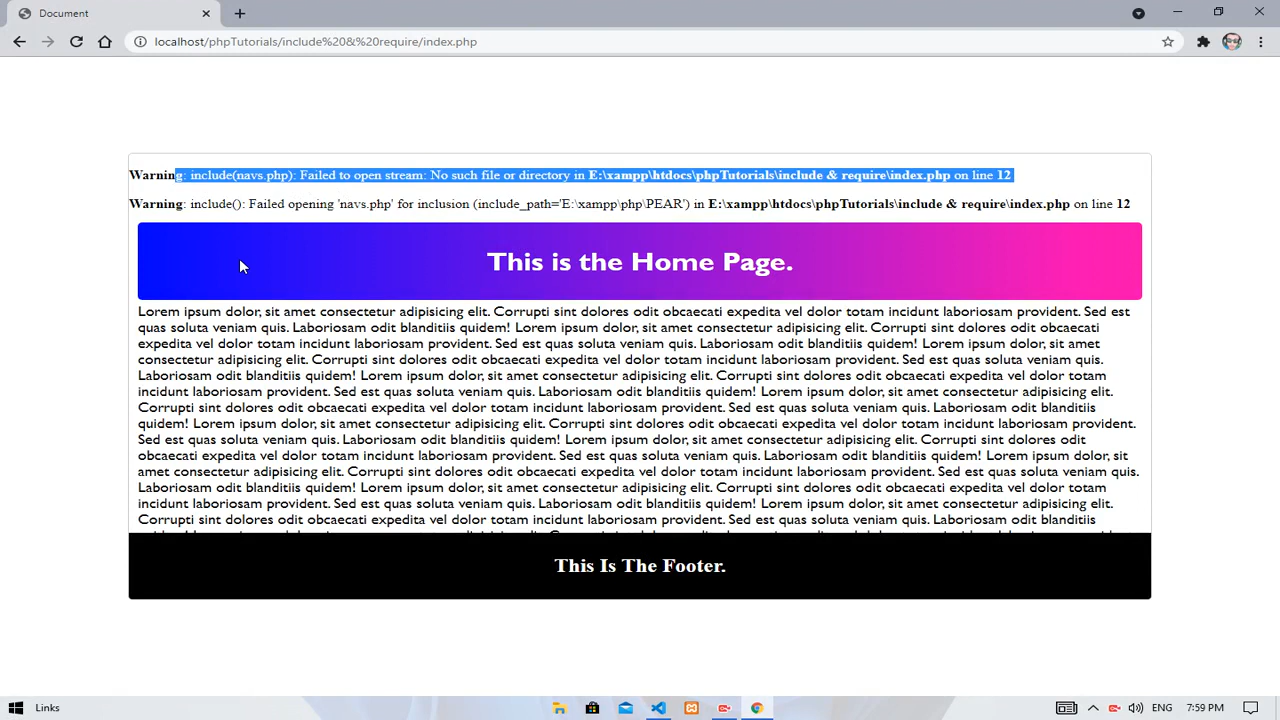 Document
localhost/phpTutorials/include%20&%20require/index.php
Warning: include(navs.php): Failed to open stream: No such file or directory in E:\xampp\htdocs\phpTutorials\include & require\index.php on line 12
Warning: include(): Failed opening 'navs.php' for inclusion (include_path='E:\xampp\php\PEAR') in E:\xampp\htdocs\phpTutorials\include & require\index.php on line 12
This is the Home Page.
Lorem ipsum dolor, sit amet consectetur adipisicing elit. Corrupti sint dolores odit obcaecati expedita vel dolor totam incidunt laboriosam provident. Sed est
quas soluta veniam quis. Laboriosam odit blanditiis quidem! Lorem ipsum dolor, sit amet consectetur adipisicing elit. Corrupti sint dolores odit obcaecati
expedita vel dolor totam incidunt laboriosam provident. Sed est quas soluta veniam quis. Laboriosam odit blanditiis quidem! Lorem ipsum dolor, sit amet
consectetur adipisicing elit. Corrupti sint dolores odit obcaecati expedita vel dolor totam incidunt laboriosam provident. Sed est quas soluta veniam quis.
Laboriosam odit blanditiis quidem! Lorem ipsum dolor, sit amet consectetur adipisicing elit. Corrupti sint dolores odit obcaecati expedita vel dolor totam
incidunt laboriosam provident. Sed est quas soluta veniam quis. Laboriosam odit blanditiis quidem! Lorem ipsum dolor, sit amet consectetur adipisicing elit.
Corrupti sint dolores odit obcaecati expedita vel dolor totam incidunt laboriosam provident. Sed est quas soluta veniam quis. Laboriosam odit blanditiis
quidem! Lorem ipsum dolor, sit amet consectetur adipisicing elit. Corrupti sint dolores odit obcaecati expedita vel dolor totam incidunt laboriosam provident.
Sed est quas soluta veniam quis. Laboriosam odit blanditiis quidem! Lorem ipsum dolor, sit amet consectetur adipisicing elit. Corrupti sint dolores odit
obcaecati expedita vel dolor totam incidunt laboriosam provident. Sed est quas soluta veniam quis. Laboriosam odit blanditiis quidem! Lorem ipsum dolor, sit
amet consectetur adipisicing elit. Corrupti sint dolores odit obcaecati expedita vel dolor totam incidunt laboriosam provident. Sed est quas soluta veniam quis.
Laboriosam odit blanditiis quidem! Lorem ipsum dolor, sit amet consectetur adipisicing elit. Corrupti sint dolores odit obcaecati expedita vel dolor totam
incidunt laboriosam provident. Sed est quas soluta veniam quis. Laboriosam odit blanditiis quidem! Lorem ipsum dolor, sit amet consectetur adipisicing elit.
Corrupti sint dolores odit obcaecati expedita vel dolor totam incidunt laboriosam provident. Sed est quas soluta veniam quis. Laboriosam odit blanditiis
This Is The Footer.
Links
ENG
7:59 PM